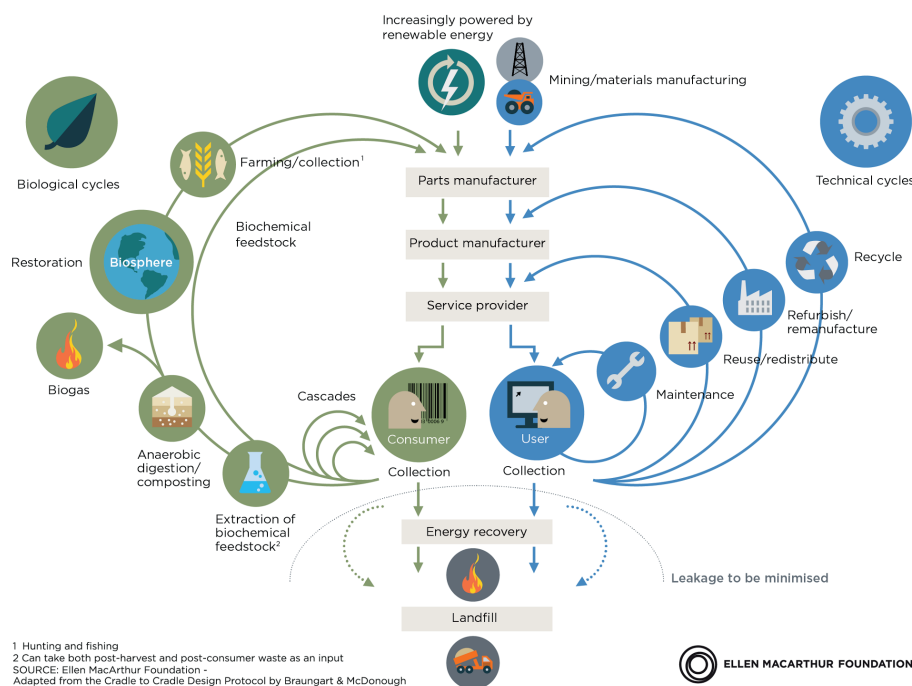 Increasingly powered by
renewable energy
Mining/materials manufacturing
Biological cycles
Technical cycles
Farming/collection¹
Parts manufacturer
Biochemical
feedstock
Product manufacturer
Restoration
Biosphere
Recycle
Service provider
Refurbish/
remanufacture
Reuse/redistribute
Biogas
Cascades
Maintenance
Consumer
User
Anaerobic
digestion/
composting
Collection
Collection
Extraction of
biochemical
feedstock²
Energy recovery
Leakage to be minimised
Landfill
1 Hunting and fishing
2 Can take both post-harvest and post-consumer waste as an input
SOURCE: Ellen MacArthur Foundation -
Adapted from the Cradle to Cradle Design Protocol by Braungart & McDonough
ELLEN MACARTHUR FOUNDATION